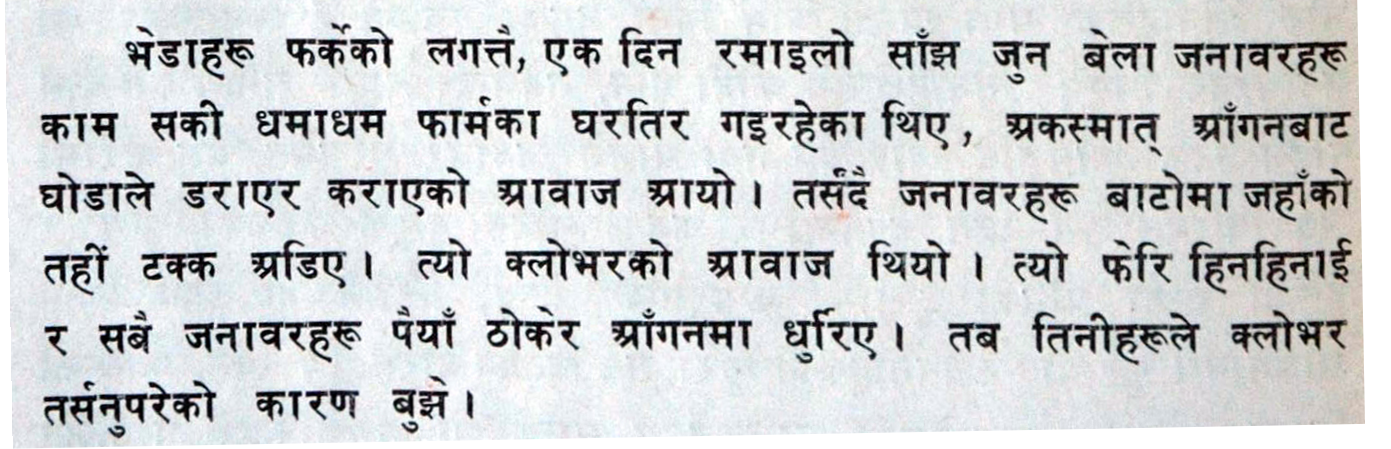 भेडाहरू फर्केको लगत्तै, एक दिन रमाइलो साँझ जुन बेला जनावरहरू
काम सकी धमाधम फार्मका घरतिर गइरहेका थिए, अकस्मात् आँगनबाट
घोडाले डराएर कराएको आवाज आयो। तर्सदै जनावरहरू बाटोमा जहाँको
तहीं टक्क अडिए। त्यो क्लोभरको आवाज थियो। त्यो फेरि हिनहिनाई
र सबै जनावरहरू पैयाँ ठोकेर आँगनमा धुरिए। तब तिनीहरूले क्लोभर
तर्सनुपरेको कारण बुझे।